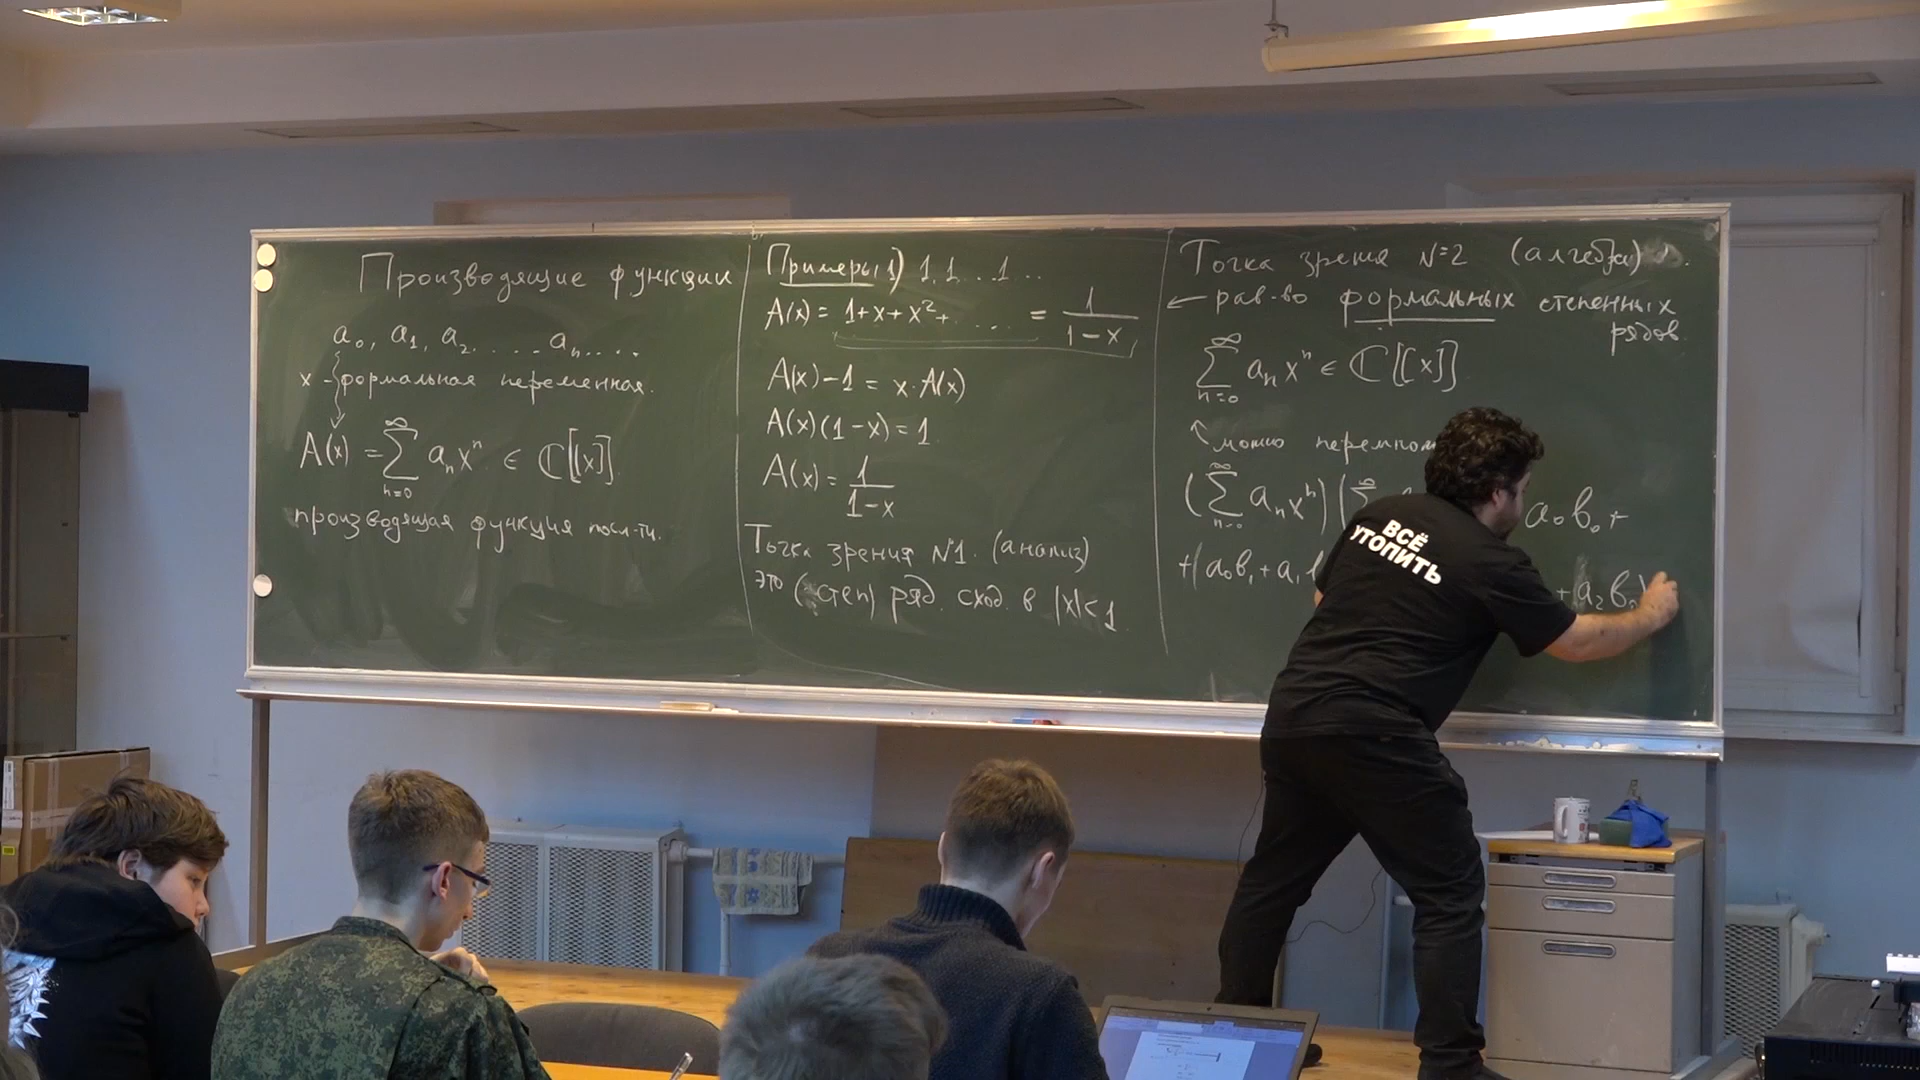 Производящие функции
a₀, a₁, a₂ . . . . . aₙ . . . .
x - формальная переменная.
A(x) = ∑ₙ₌₀^∞ aₙxⁿ ∈ ℂ[[x]]
производящая функция посл-ти.
Примеры 1) 1, 1 . . . 1 . . .
A(x) = 1+x+x²+ . . . . = 1/(1-x)
A(x)-1 = x·A(x)
A(x)(1-x)=1
A(x) = 1/(1-x)
Точка зрения №1. (анализ)
это (степ) ряд. сход. в |x|<1
Точка зрения №2 (алгебра)
← рав-во формальных степенных
рядов.
∑ₙ₌₀^∞ aₙxⁿ ∈ ℂ[[x]]
можно
(∑ₙ₌₀^∞ aₙxⁿ)(∑ a₀b₀+
+(a₀b₁+a₁ +a₂b₀)
ВСЁ
УТОПИТЬ